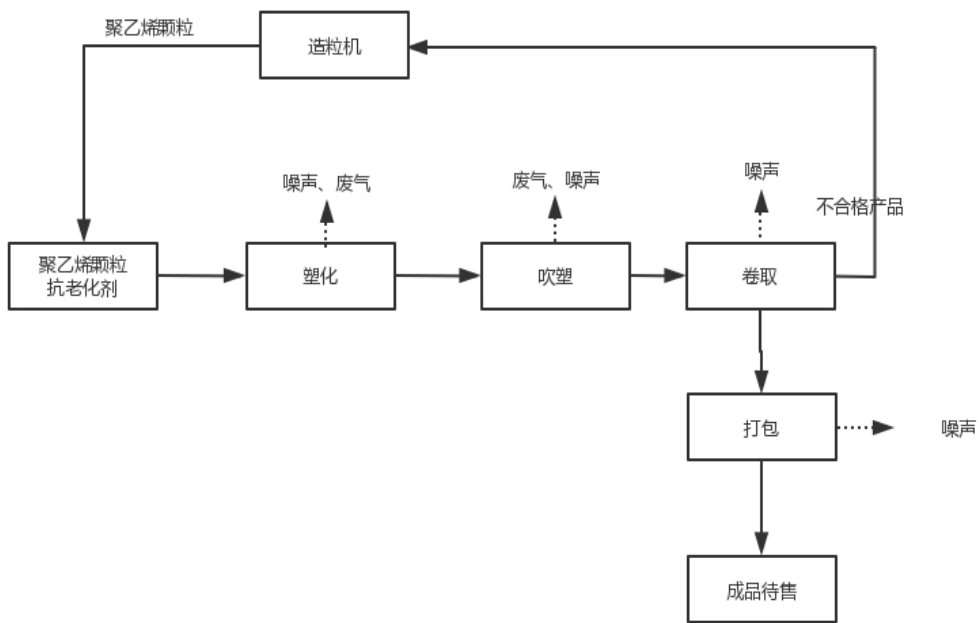 聚乙烯颗粒
造粒机
噪声、废气
废气、噪声
噪声
不合格产品
聚乙烯颗粒
抗老化剂
塑化
吹塑
卷取
打包
噪声
成品待售